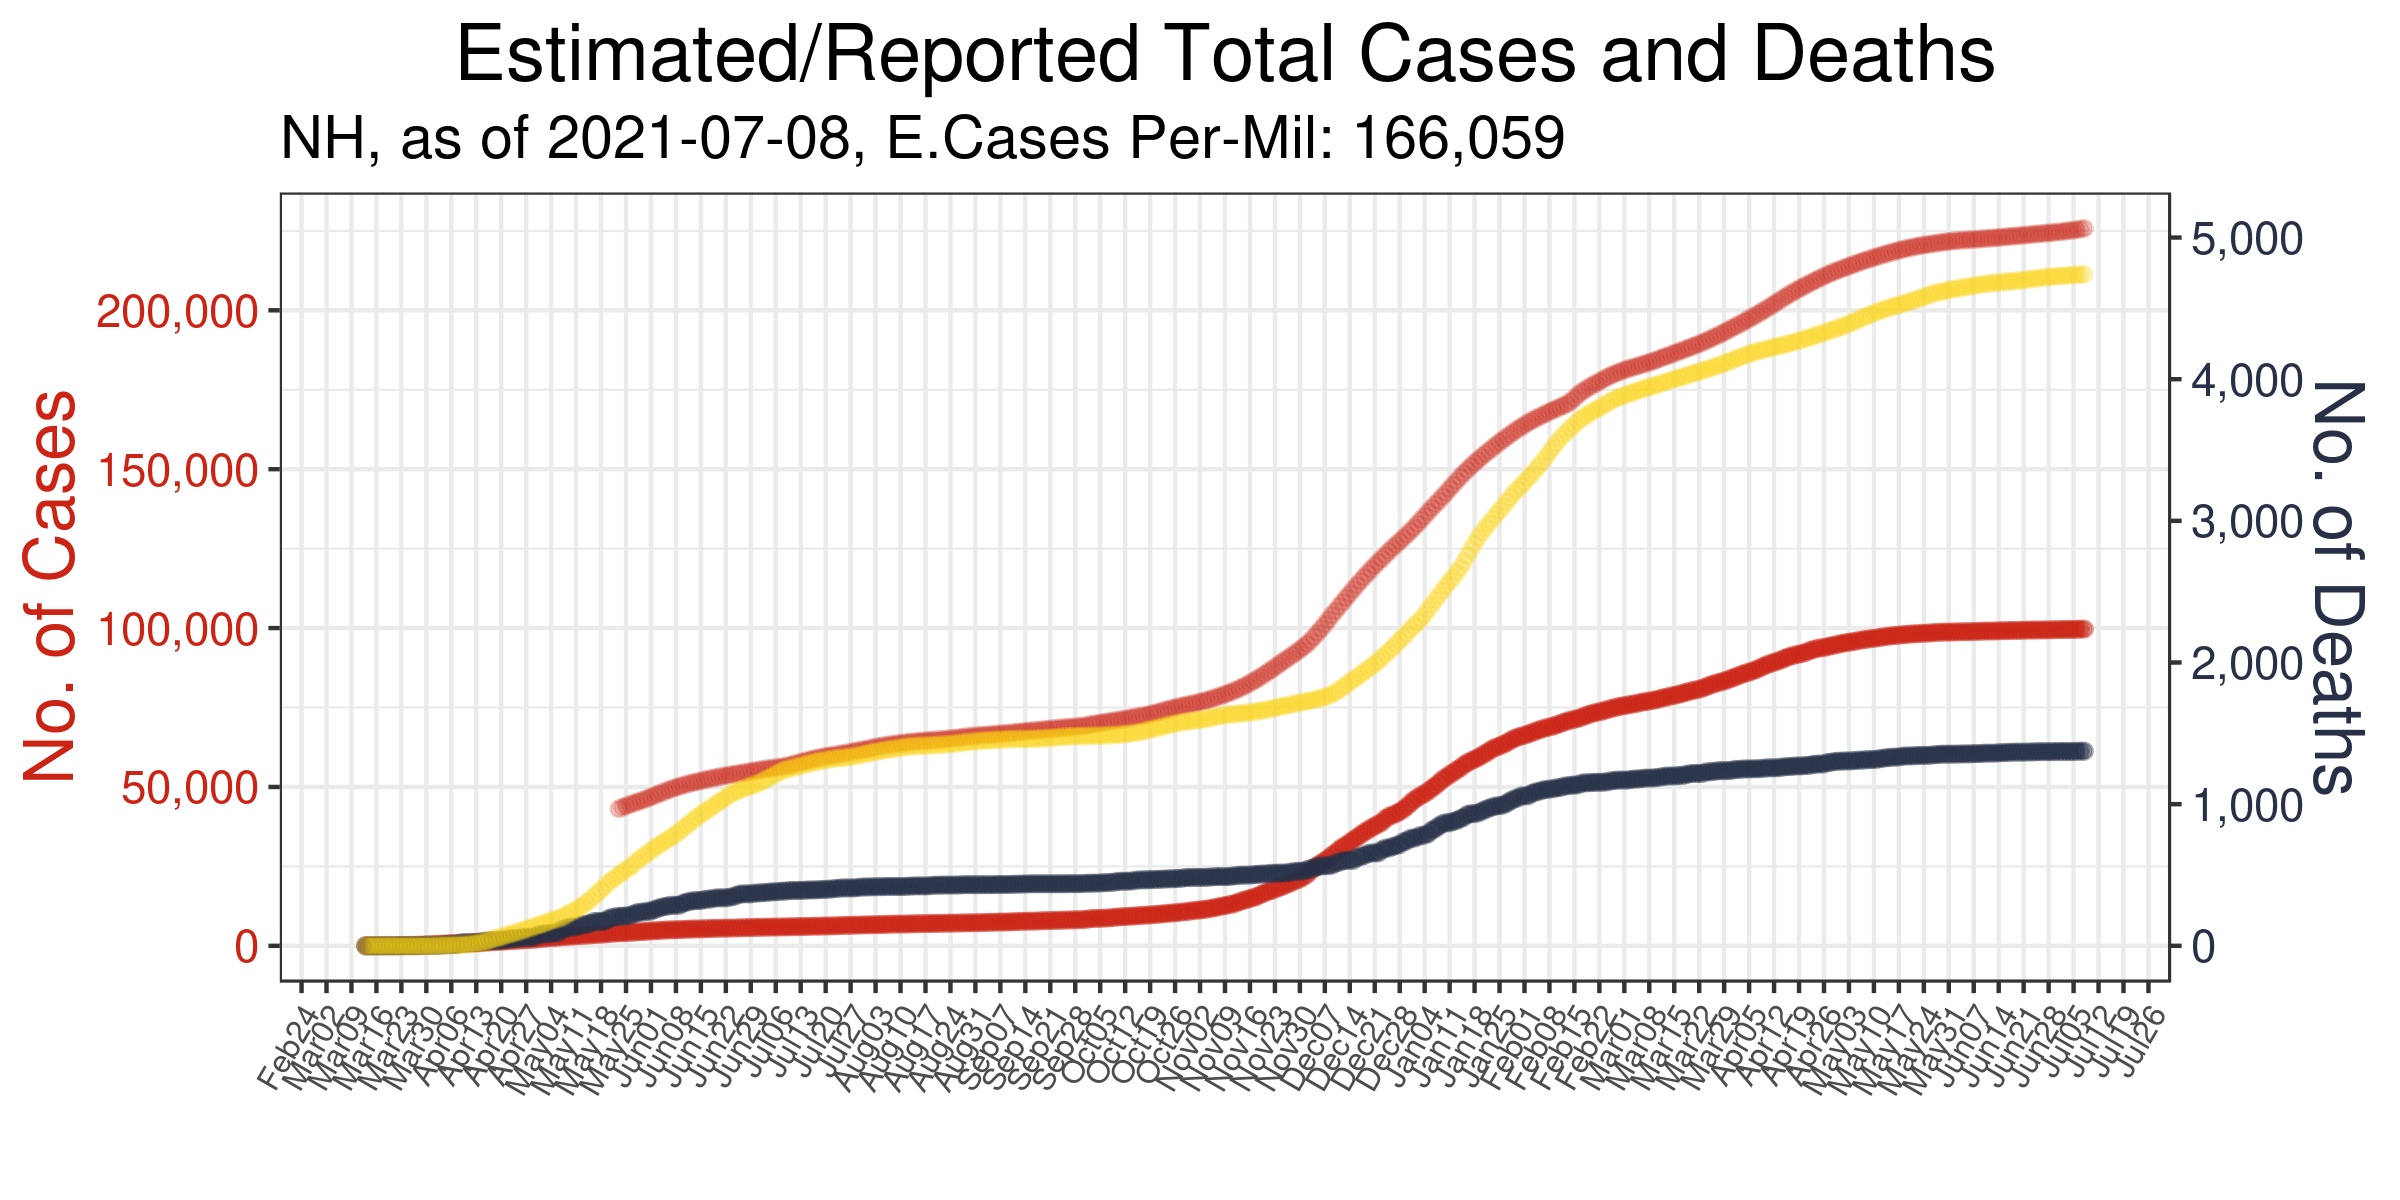 Estimated/Reported Total Cases and Deaths
NH, as of 2021-07-08, E.Cases Per-Mil: 166,059
No. of Cases
200,000
150,000
100,000
50,000
0
5,000
4,000
3,000
2,000
1,000
0
No. of Deaths
Feb24
Mar02
Mar09
Mar16
Mar23
Mar30
Apr06
Apr13
Apr20
Apr27
May04
May11
May18
May25
Jun01
Jun08
Jun15
Jun22
Jun29
Jul06
Jul13
Jul20
Jul27
Aug03
Aug10
Aug17
Aug24
Aug31
Sep07
Sep14
Sep21
Sep28
Oct05
Oct12
Oct19
Oct26
Nov02
Nov09
Nov16
Nov23
Nov30
Dec07
Dec14
Dec21
Dec28
Jan04
Jan11
Jan18
Jan25
Feb01
Feb08
Feb15
Feb22
Mar01
Mar08
Mar15
Mar22
Mar29
Apr05
Apr12
Apr19
Apr26
May03
May10
May17
May24
May31
Jun07
Jun14
Jun21
Jun28
Jul05
Jul12
Jul19
Jul26